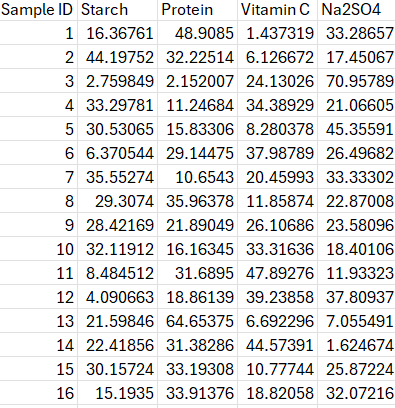 Sample ID Starch Protein Vitamin C Na2SO4
1 16.36761 48.9085 1.437319 33.28657
2 44.19752 32.22514 6.126672 17.45067
3 2.759849 2.152007 24.13026 70.95789
4 33.29781 11.24684 34.38929 21.06605
5 30.53065 15.83306 8.280378 45.35591
6 6.370544 29.14475 37.98789 26.49682
7 35.55274 10.6543 20.45993 33.33302
8 29.3074 35.96378 11.85874 22.87008
9 28.42169 21.89049 26.10686 23.58096
10 32.11912 16.16345 33.31636 18.40106
11 8.484512 31.6895 47.89276 11.93323
12 4.090663 18.86139 39.23858 37.80937
13 21.59846 64.65375 6.692296 7.055491
14 22.41856 31.38286 44.57391 1.624674
15 30.15724 33.19308 10.77744 25.87224
16 15.1935 33.91376 18.82058 32.07216